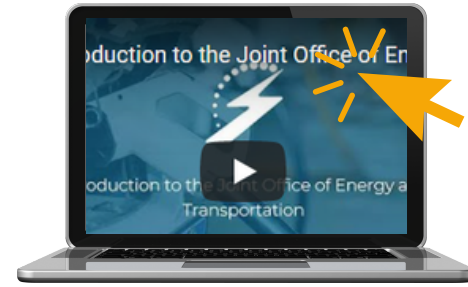 oduction to the Joint Office of En
oduction to the Joint Office of Energy a
Transportation